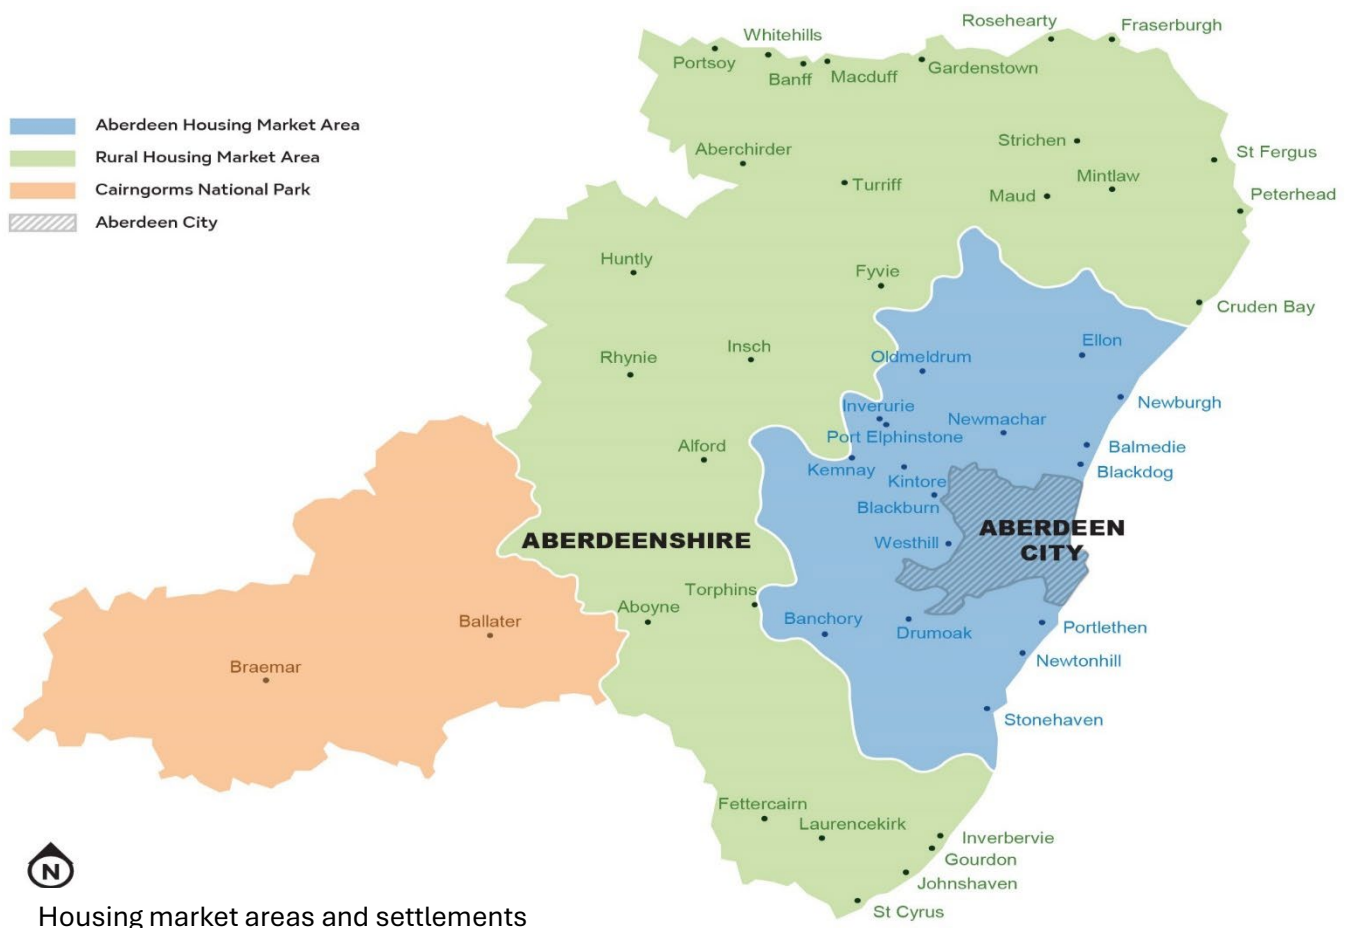 Rosehearty
Fraserburgh
Whitehills
Portsoy
Banff
Macduff
Gardenstown
Aberdeen Housing Market Area
Rural Housing Market Area
Cairngorms National Park
Aberdeen City
Strichen
Aberchirder
St Fergus
Mintlaw
Turriff
Maud
Peterhead
Huntly
Fyvie
Cruden Bay
Ellon
Insch
Rhynie
Oldmeldrum
Newburgh
Inverurie
Newmachar
Port Elphinstone
Alford
Balmedie
Kemnay
Blackdog
Kintore
Blackburn
ABERDEEN
CITY
ABERDEENSHIRE
Westhill
Torphins
Aboyne
Banchory
Ballater
Drumoak
Portlethen
Newtonhill
Braemar
Stonehaven
Fettercairn
Laurencekirk
Inverbervie
Gourdon
Johnshaven
St Cyrus
N
Housing market areas and settlements